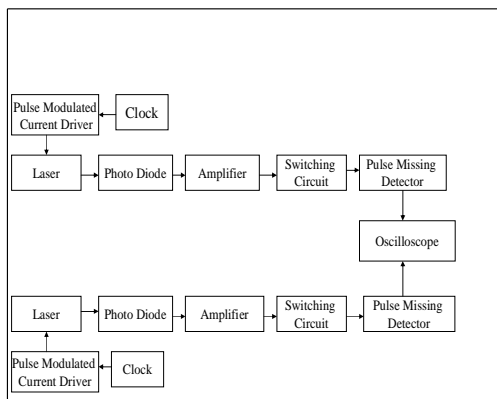 Pulse Modulated
Current Driver
Clock
Laser
Photo Diode
Amplifier
Switching
Circuit
Pulse Missing
Detector
Oscilloscope
Laser
Photo Diode
Amplifier
Switching
Circuit
Pulse Missing
Detector
Pulse Modulated
Current Driver
Clock